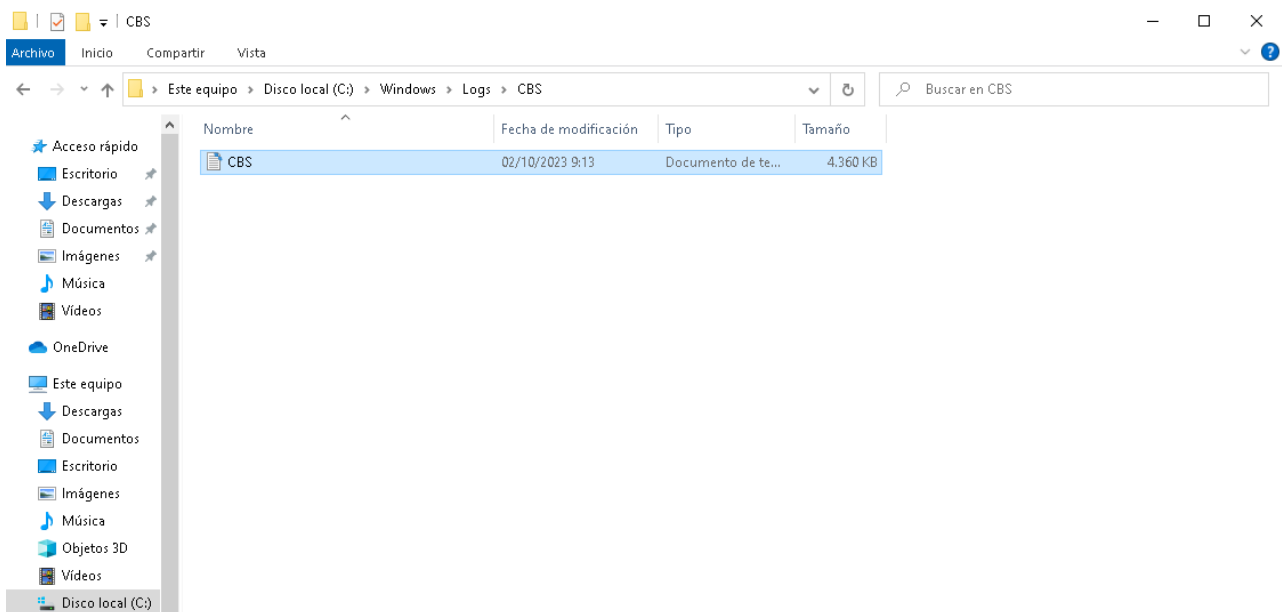 CBS
Archivo Inicio Compartir Vista
Este equipo > Disco local (C:) > Windows > Logs > CBS
Buscar en CBS
Nombre Fecha de modificación Tipo Tamaño
CBS 02/10/2023 9:13 Documento de te... 4.360 KB
Acceso rápido
Escritorio
Descargas
Documentos
Imágenes
Música
Vídeos
OneDrive
Este equipo
Descargas
Documentos
Escritorio
Imágenes
Música
Objetos 3D
Vídeos
Disco local (C:)